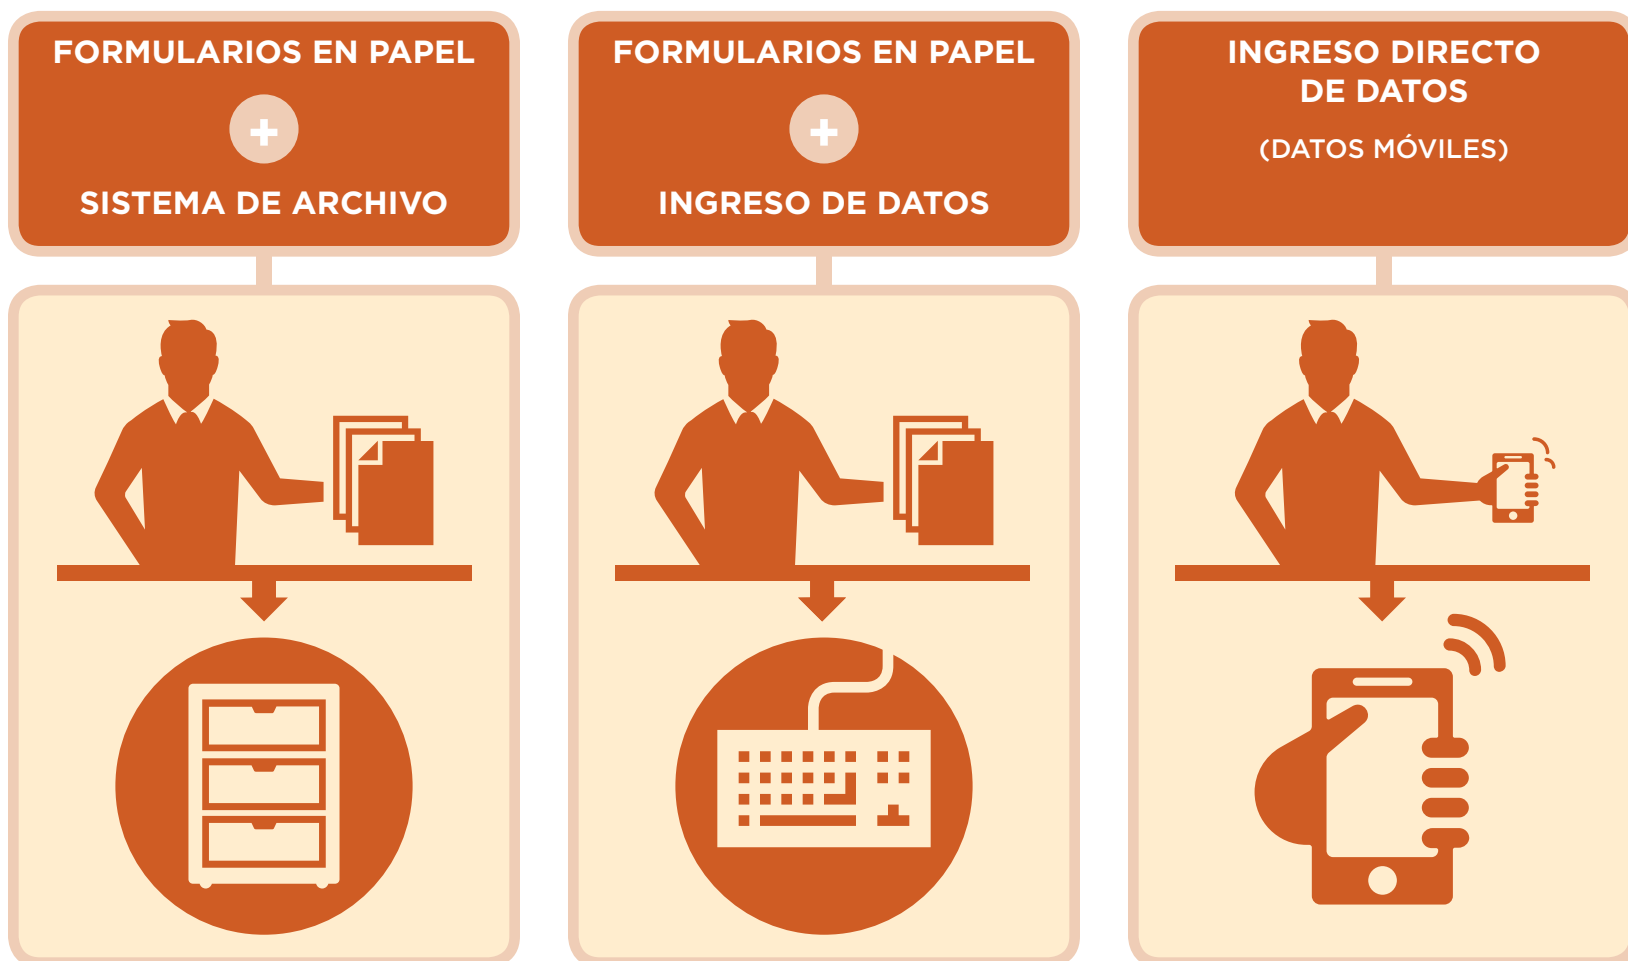 FORMULARIOS EN PAPEL
+
SISTEMA DE ARCHIVO
FORMULARIOS EN PAPEL
+
INGRESO DE DATOS
INGRESO DIRECTO
DE DATOS
(DATOS MÓVILES)